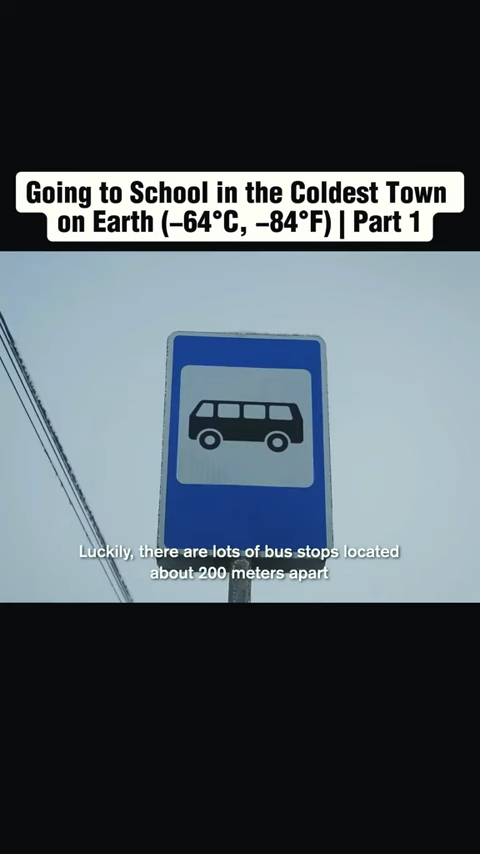 Going to School in the Coldest Town
on Earth (–64°C, –84°F) | Part 1
Luckily, there are lots of bus stops located
about 200 meters apart